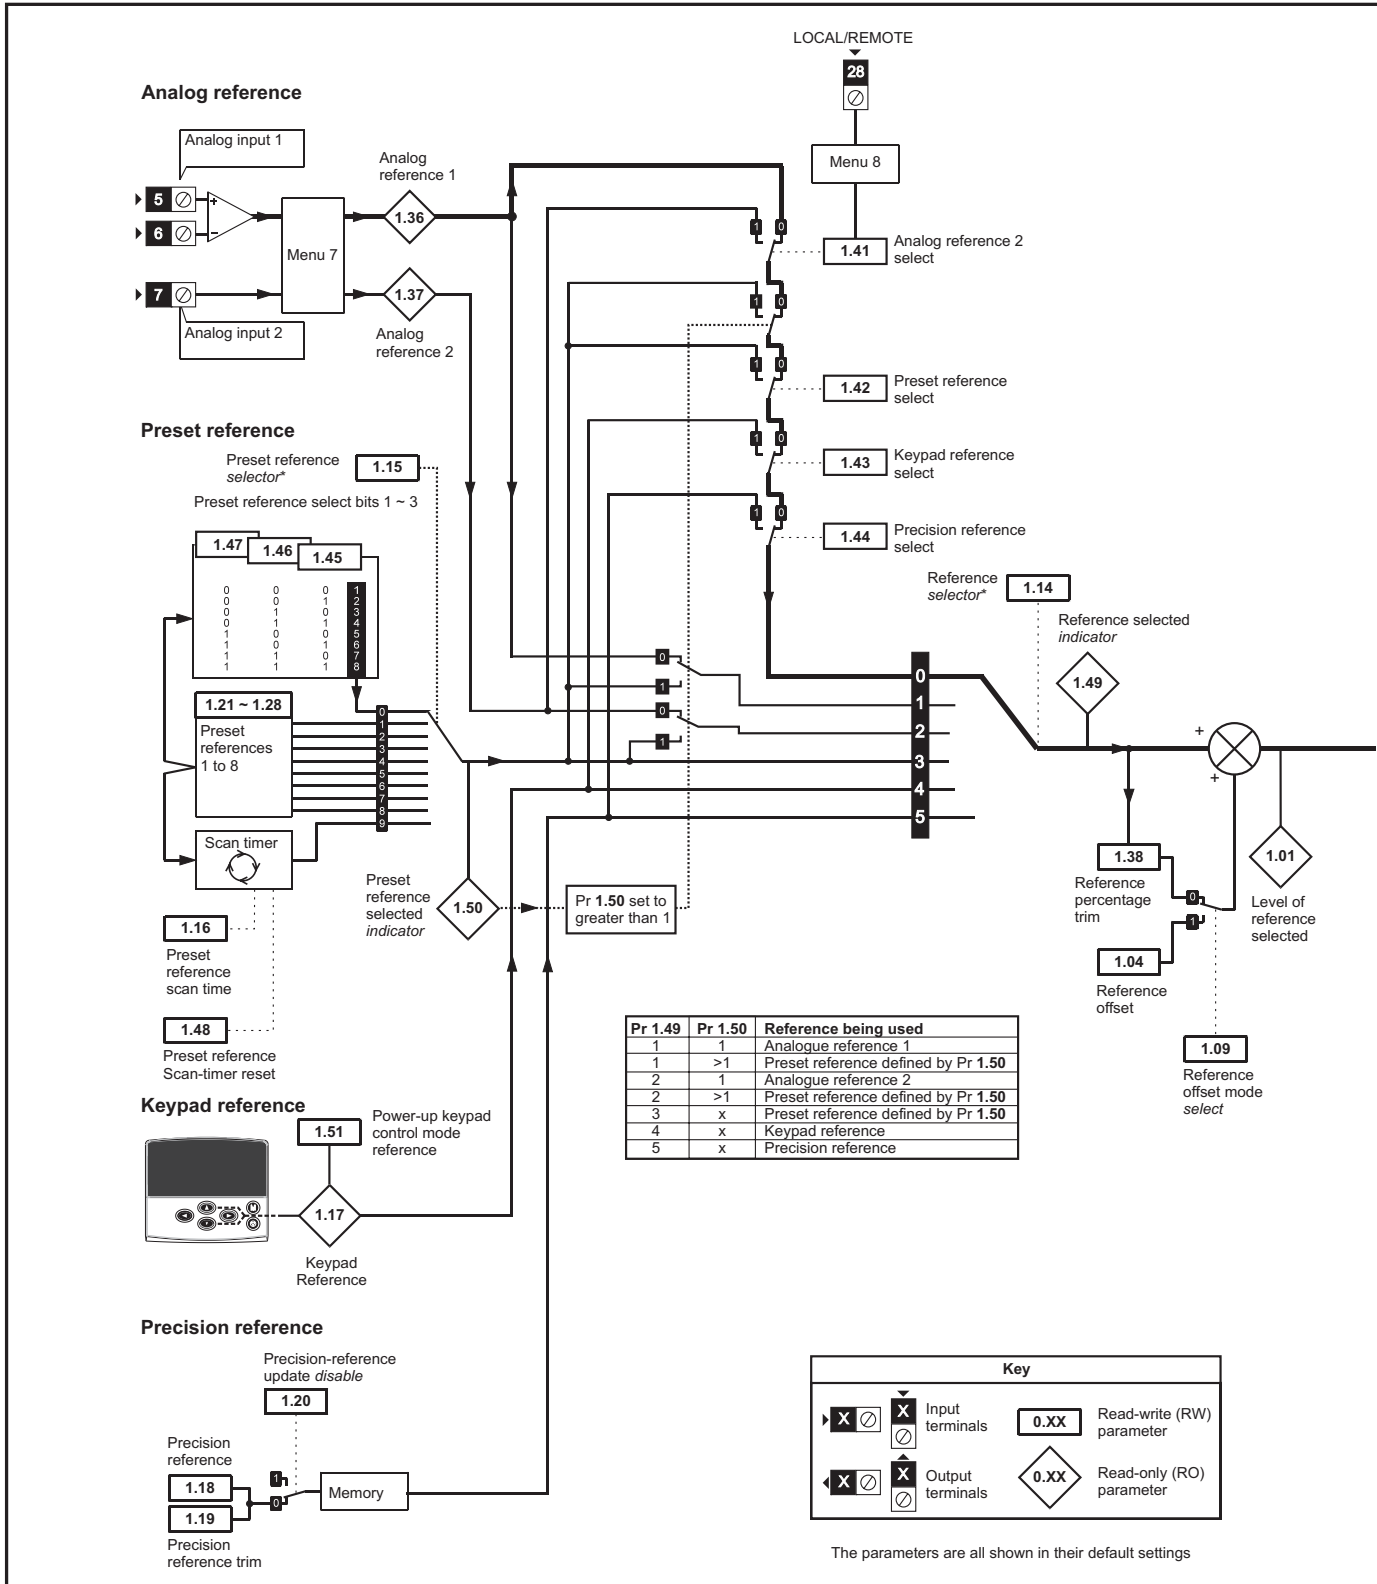 LOCAL/REMOTE
28
Analog reference
Analog input 1
5
6
+
−
Menu 7
Analog
reference 1
1.36
Menu 8
1 0
1.41
Analog reference 2
select
7
Analog input 2
1.37
Analog
reference 2
1 0
1 0
1.42
Preset reference
select
1 0
1.43
Keypad reference
select
1 0
1.44
Precision reference
select
Preset reference
Preset reference
selector*
1.15
Preset reference select bits 1 ~ 3
1.47
1.46
1.45
0 0 0 1
0 0 1 2
0 1 0 3
0 1 1 4
1 0 0 5
1 0 1 6
1 1 0 7
1 1 1 8
1.21 ~ 1.28
Preset
references
1 to 8
0
1
2
3
4
5
6
7
8
9
Scan timer
1.16
Preset
reference
scan time
1.48
Preset reference
Scan-timer reset
Preset
reference
selected
indicator
1.50
Pr 1.50 set to
greater than 1
0
1
0
1
0
1
2
3
4
5
Reference
selector*
1.14
Reference selected
indicator
1.49
+
+
1.38
Reference
percentage
trim
0
1
1.04
Reference
offset
1.01
Level of
reference
selected
1.09
Reference
offset mode
select
Pr 1.49 Pr 1.50 Reference being used
1 1 Analogue reference 1
1 >1 Preset reference defined by Pr 1.50
2 1 Analogue reference 2
2 >1 Preset reference defined by Pr 1.50
3 x Preset reference defined by Pr 1.50
4 x Keypad reference
5 x Precision reference
Keypad reference
1.51
Power-up keypad
control mode
reference
1.17
Keypad
Reference
Precision reference
Precision-reference
update disable
1.20
Precision
reference
1.18
1.19
Precision
reference trim
1
0
Memory
Key
X X Input
terminals
0.XX
Read-write (RW)
parameter
X X Output
terminals
0.XX
Read-only (RO)
parameter
The parameters are all shown in their default settings